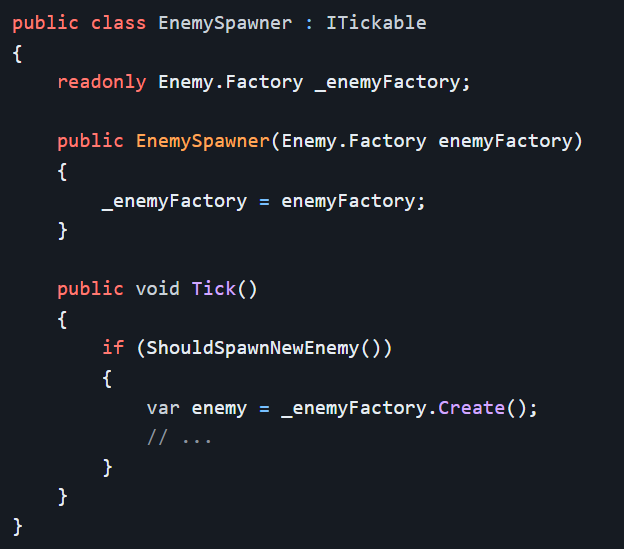 public class EnemySpawner : ITickable
{
    readonly Enemy.Factory _enemyFactory;

    public EnemySpawner(Enemy.Factory enemyFactory)
    {
        _enemyFactory = enemyFactory;
    }

    public void Tick()
    {
        if (ShouldSpawnNewEnemy())
        {
            var enemy = _enemyFactory.Create();
            // ...
        }
    }
}